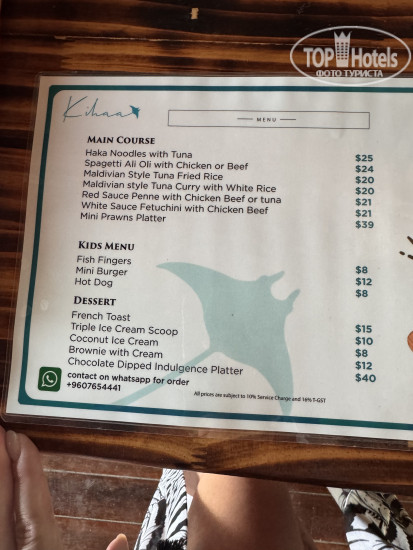 TOP Hotels
ФОТО ТУРИСТА
Kihaa
MENU
MAIN COURSE
Haka Noodles with Tuna $25
Spagetti Ali Oli with Chicken or Beef $24
Maldivian Style Tuna Fried Rice $20
Maldivian style Tuna Curry with White Rice $20
Red Sauce Penne with Chicken Beef or tuna $21
White Sauce Fetuchini with Chicken Beef $21
Mini Prawns Platter $39
KIDS MENU
Fish Fingers $8
Mini Burger $12
Hot Dog $8
DESSERT
French Toast $15
Triple Ice Cream Scoop $10
Coconut Ice Cream $8
Brownie with Cream $12
Chocolate Dipped Indulgence Platter $40
contact on whatsapp for order
+9607654441
All prices are subject to 10% Service Charge and 16% T-GST